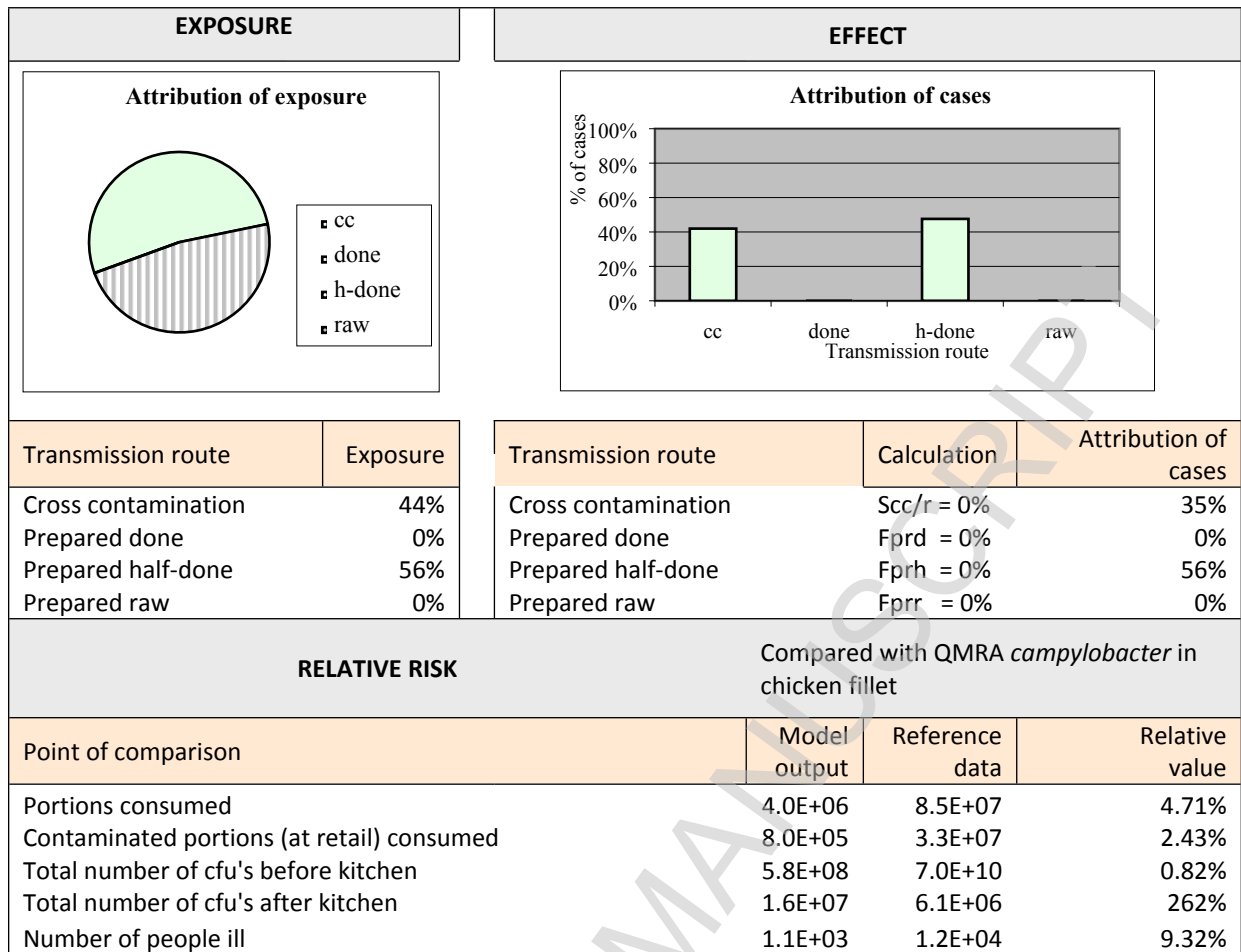 EXPOSURE
EFFECT
Attribution of exposure
cc
done
h-done
raw
Attribution of cases
% of cases
100%
80%
60%
40%
20%
0%
cc done h-done raw
Transmission route
Transmission route Exposure
Cross contamination 44%
Prepared done 0%
Prepared half-done 56%
Prepared raw 0%
Transmission route Calculation Attribution of cases
Cross contamination Scc/r = 0% 35%
Prepared done Fprd = 0% 0%
Prepared half-done Fprh = 0% 56%
Prepared raw Fprr = 0% 0%
RELATIVE RISK
Compared with QMRA campylobacter in
chicken fillet
Point of comparison Model output Reference data Relative value
Portions consumed 4.0E+06 8.5E+07 4.71%
Contaminated portions (at retail) consumed 8.0E+05 3.3E+07 2.43%
Total number of cfu's before kitchen 5.8E+08 7.0E+10 0.82%
Total number of cfu's after kitchen 1.6E+07 6.1E+06 262%
Number of people ill 1.1E+03 1.2E+04 9.32%
MANUSCRIPT